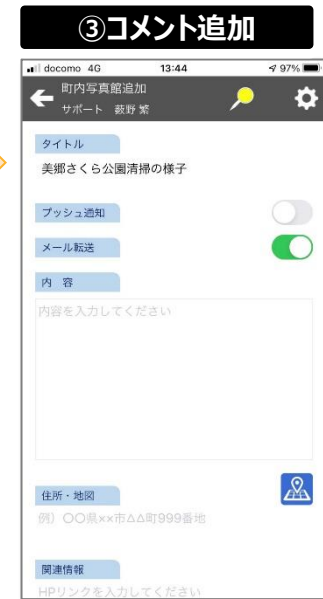 ③コメント追加
docomo 4G 13:44 97%
町内写真館追加
サポート 薮野 繁
タイトル
美郷さくら公園清掃の様子
プッシュ通知
メール転送
内 容
内容を入力してください
住所・地図
例）〇〇県××市△△町999番地
関連情報
HPリンクを入力してください